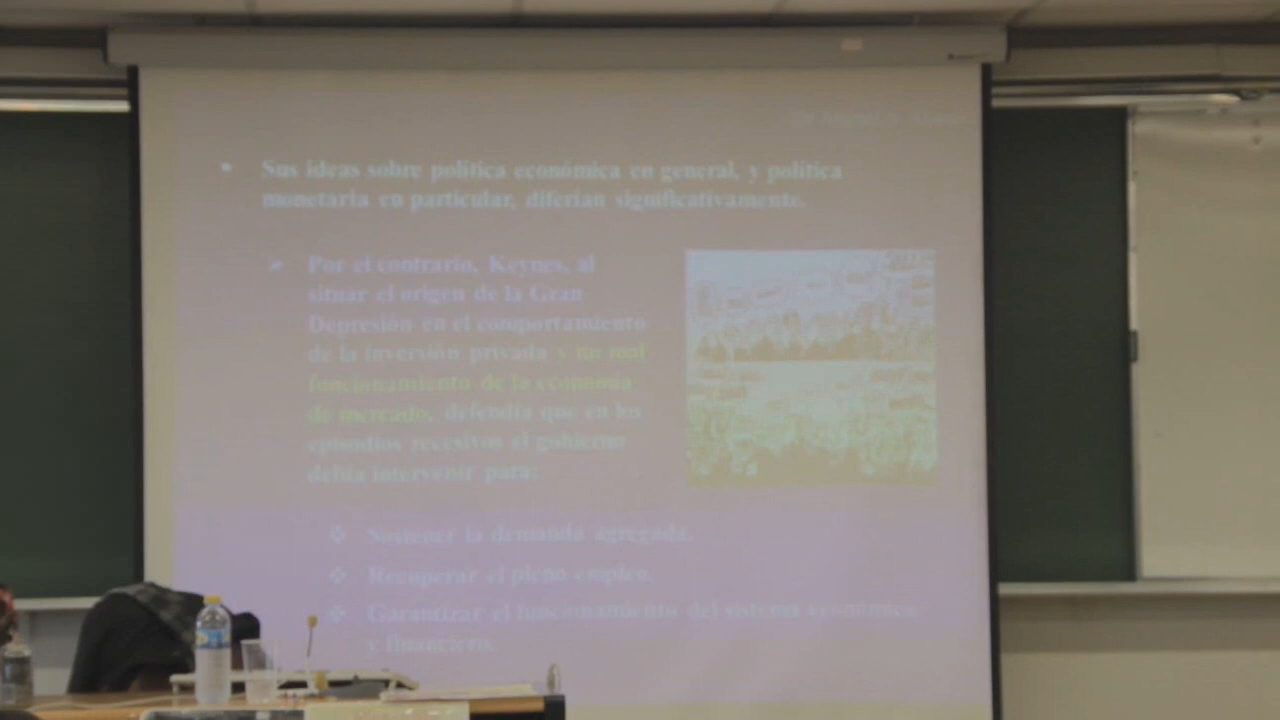 Sus ideas sobre política económica en general, y política
monetaria en particular, diferían significativamente.
Por el contrario, Keynes, al
situar el origen de la Gran
Depresión en el comportamiento
de la inversión privada y un real
funcionamiento de la economía
de mercado, defendía que en los
episodios recesivos el gobierno
debía intervenir para:
Sostener la demanda agregada.
Recuperar el pleno empleo.
Garantizar el funcionamiento del sistema económico
y financiero.